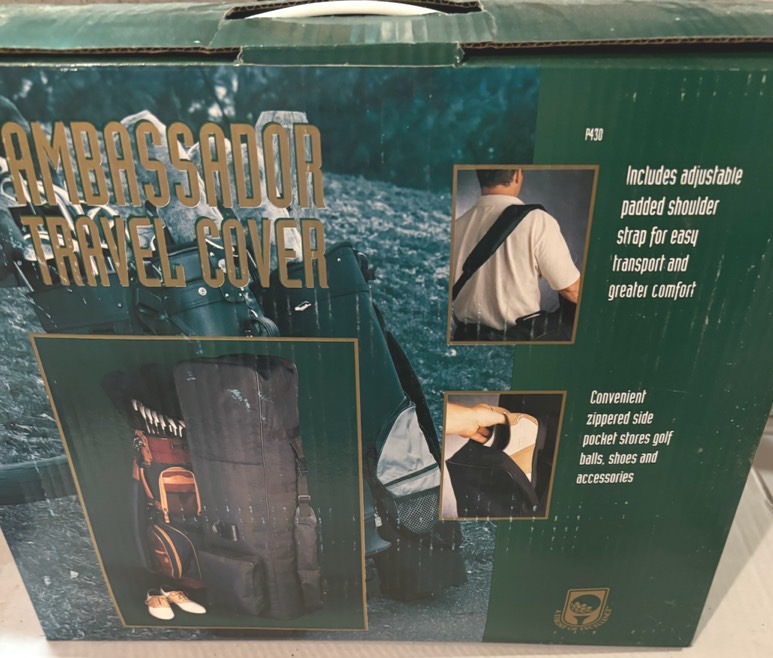 AMBASSADOR
TRAVEL COVER
P430
Includes adjustable
padded shoulder
strap for easy
transport and
greater comfort
Convenient
zippered side
pocket stores golf
balls, shoes and
accessories